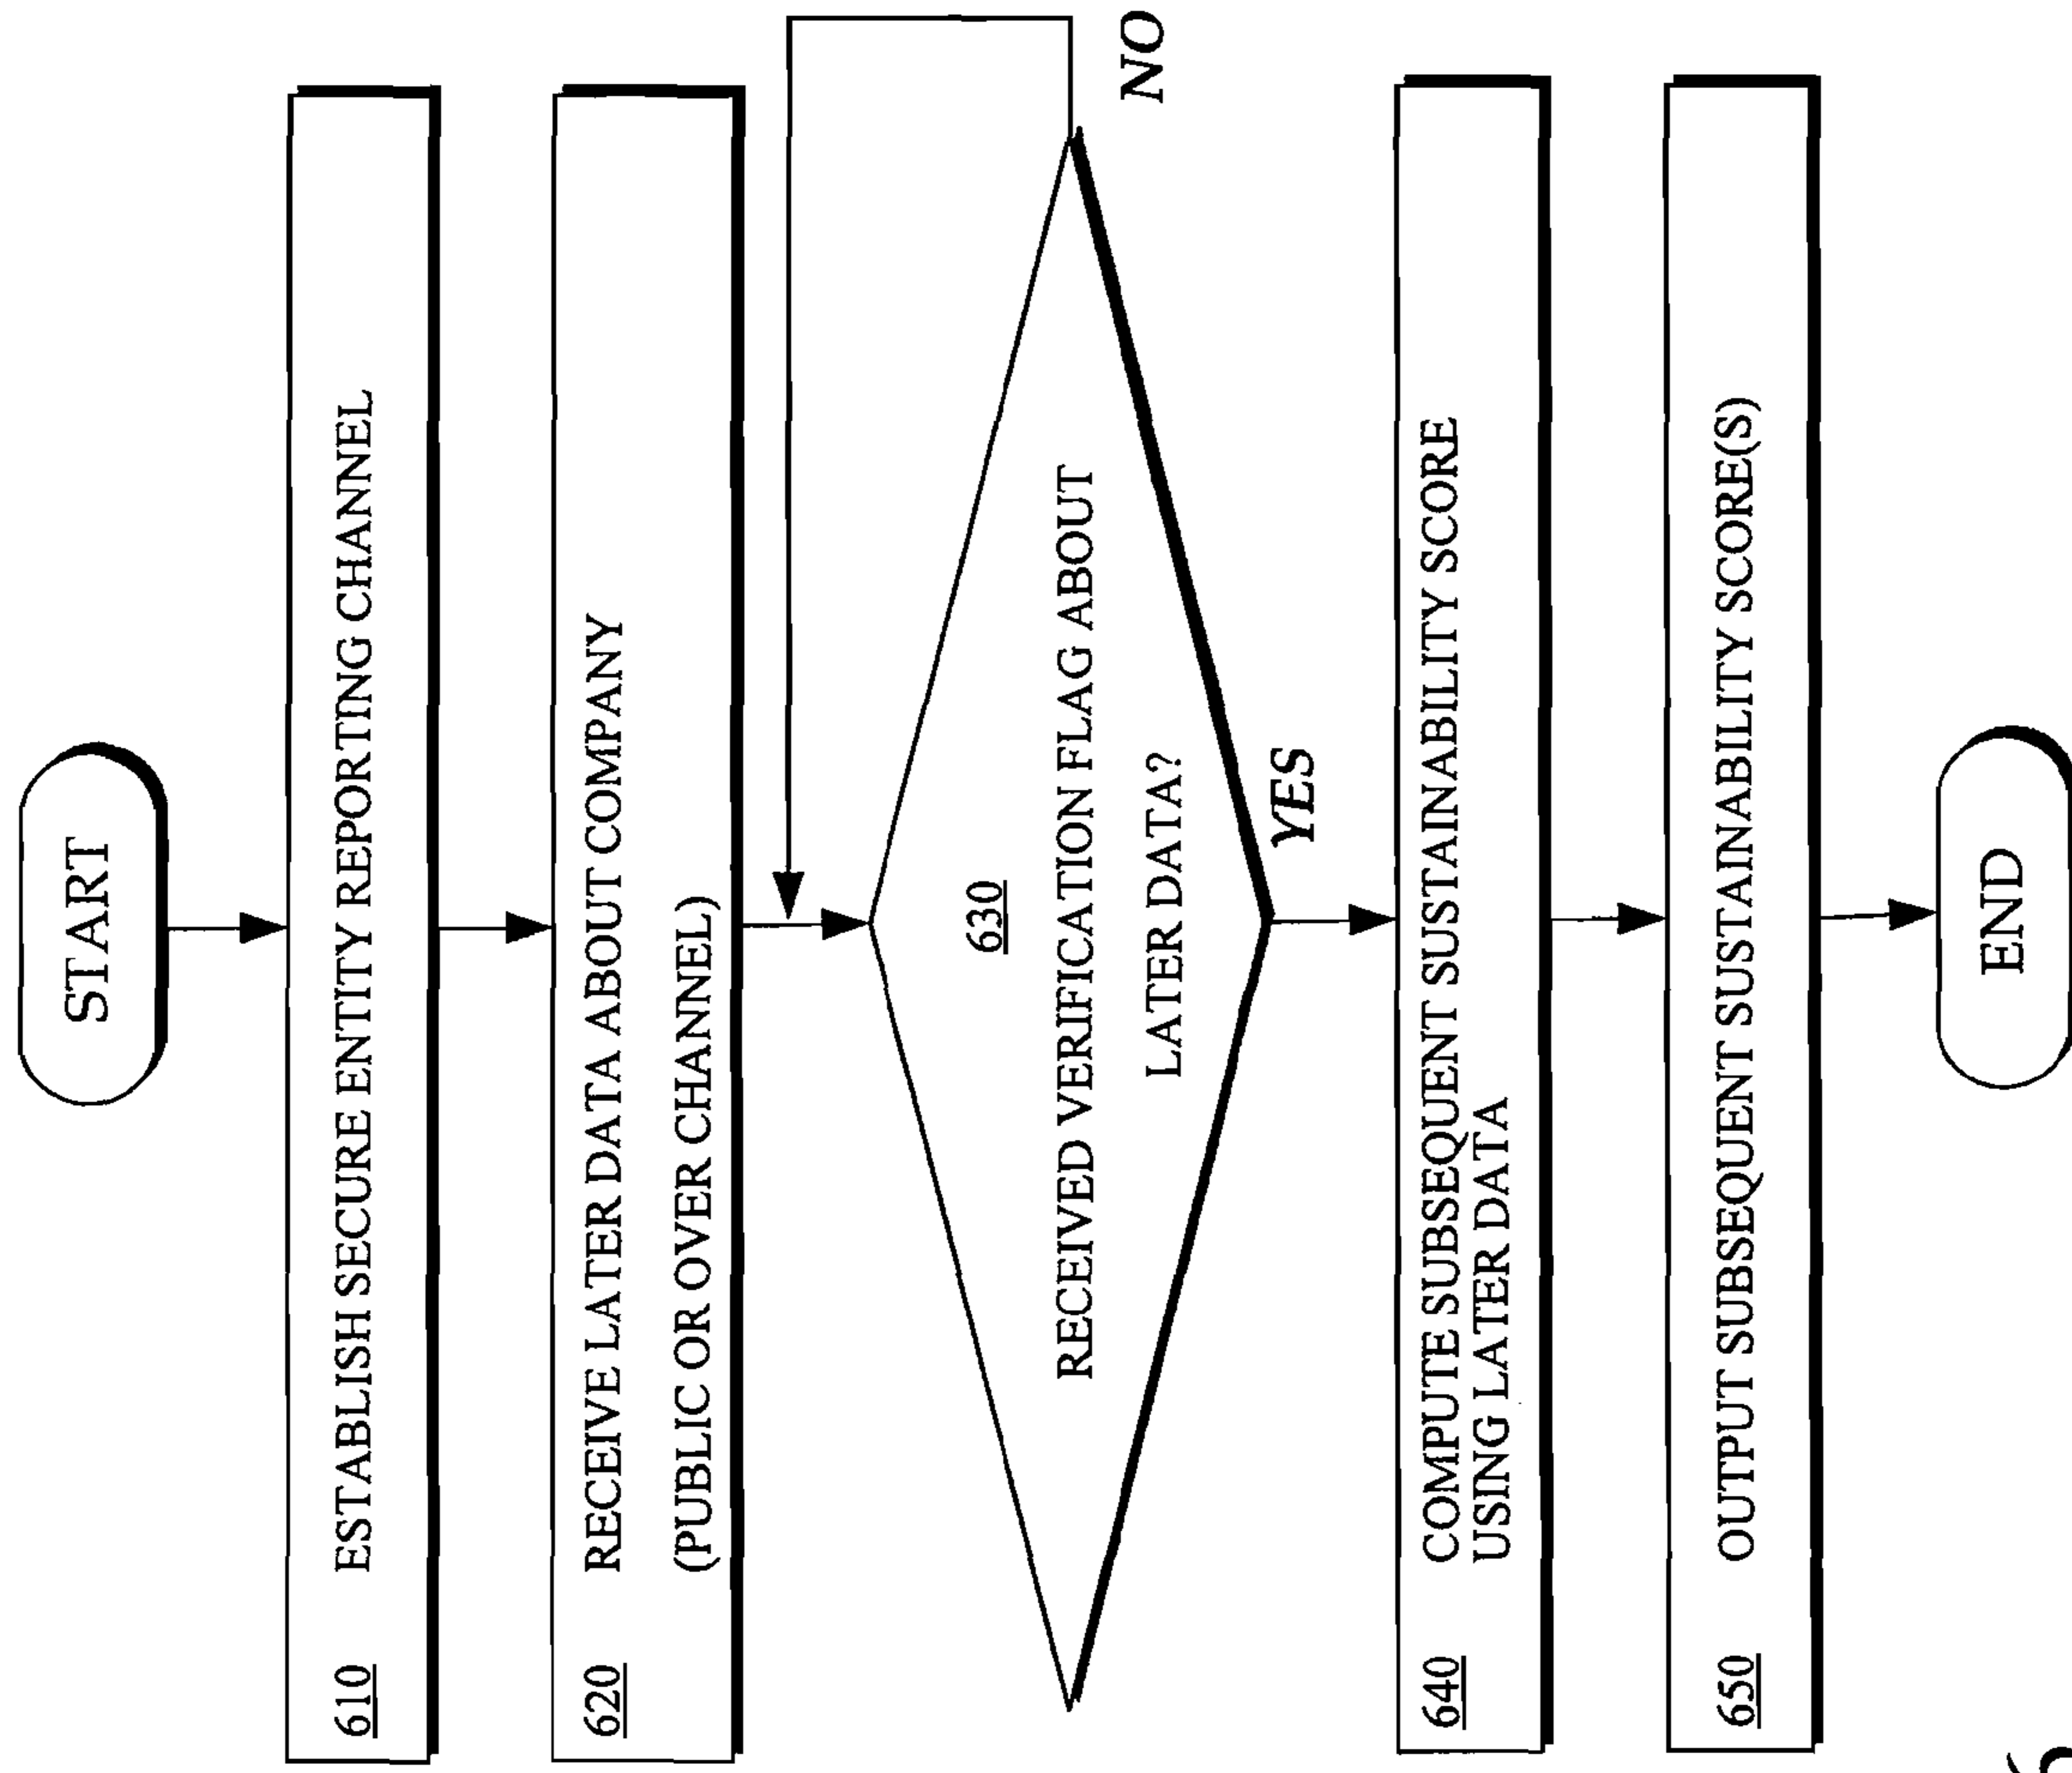 START
610 ESTABLISH SECURE ENTITY REPORTING CHANNEL
620 RECEIVE LATER DATA ABOUT COMPANY
(PUBLIC OR OVER CHANNEL)
630
RECEIVED VERIFICATION FLAG ABOUT
LATER DATA?
NO
YES
640 COMPUTE SUBSEQUENT SUSTAINABILITY SCORE
USING LATER DATA
650 OUTPUT SUBSEQUENT SUSTAINABILITY SCORE(S)
END